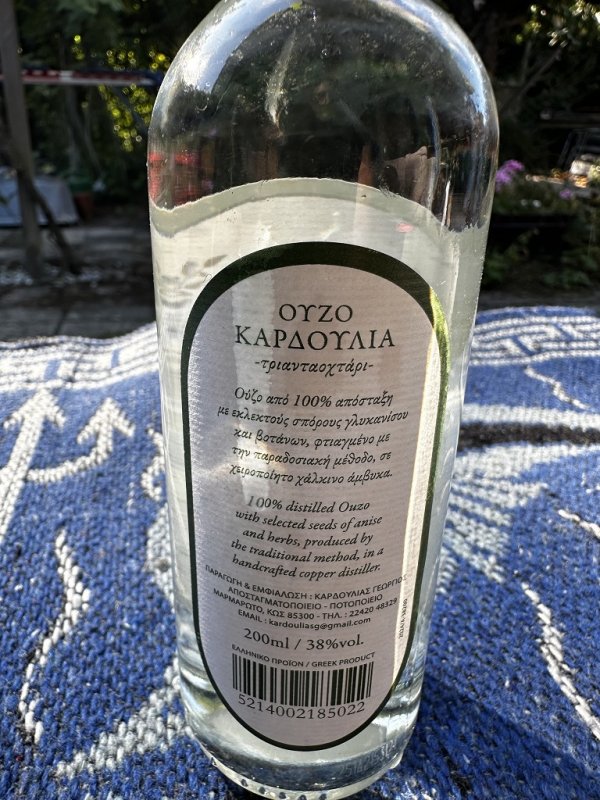 ΟΥΖΟ
ΚΑΡΔΟΥΛΙΑ
-τριανταοχτάρι-
Ούζο από 100% απόσταξη
με εκλεκτούς σπόρους γλυκανίσου
και βοτάνων, φτιαγμένο με
την παραδοσιακή μέθοδο, σε
χειροποίητο χάλκινο άμβυκα.
100% distilled Ouzo
with selected seeds of anise
and herbs, produced by
the traditional method, in a
handcrafted copper distiller.
ΠΑΡΑΓΩΓΗ & ΕΜΦΙΑΛΩΣΗ : ΚΑΡΔΟΥΛΙΑΣ ΓΕΩΡΓΙΟΣ
ΑΠΟΣΤΑΓΜΑΤΟΠΟΙΕΙΟ - ΠΟΤΟΠΟΙΕΙΟ
ΜΑΡΜΑΡΩΤΟ, ΚΩΣ 85300 - ΤΗΛ. : 22420 48329
EMAIL : kardouliasg@gmail.com
200ml / 38%vol.
ΕΛΛΗΝΙΚΟ ΠΡΟΪΟΝ / GREEK PRODUCT
5214002185022